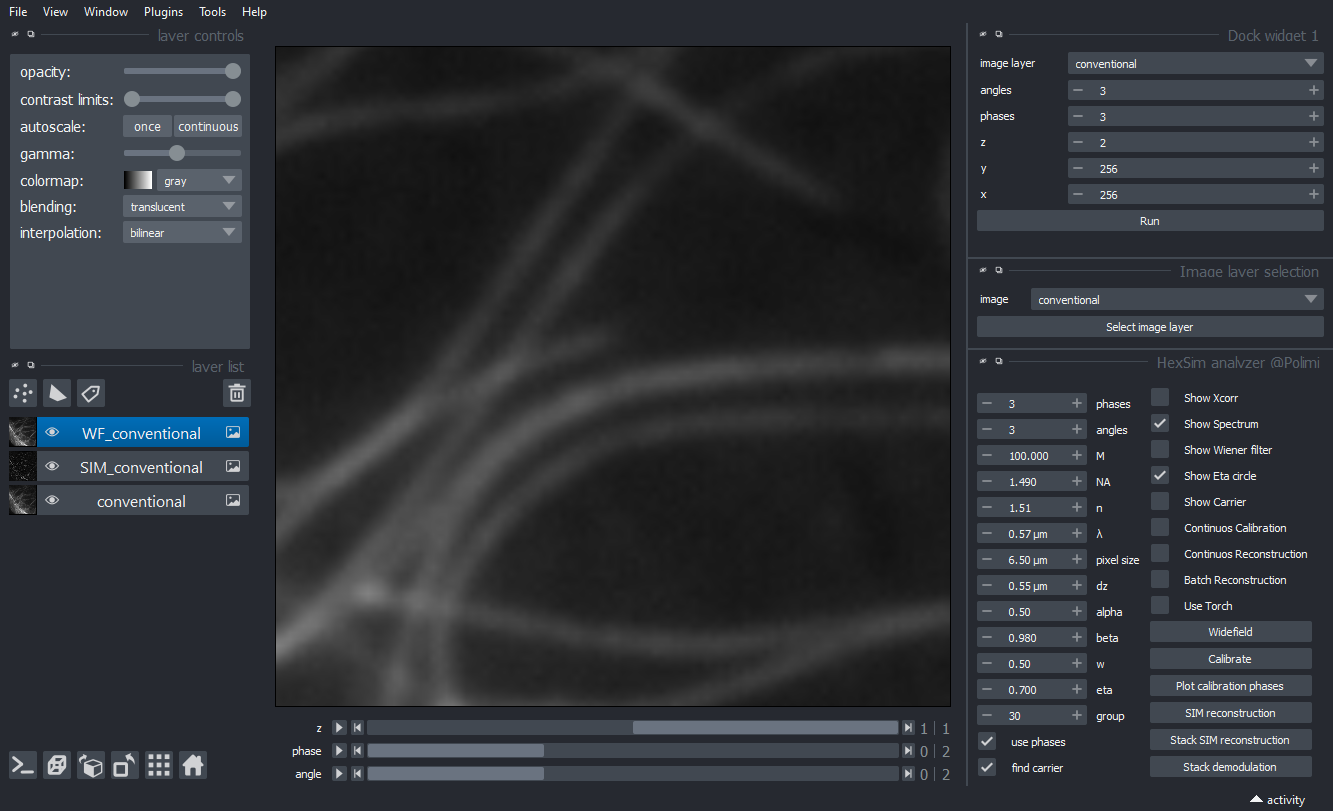 File View Window Plugins Tools Help
layer controls
opacity:
contrast limits:
autoscale: once continuous
gamma:
colormap: gray
blending: translucent
interpolation: bilinear
layer list
WF_conventional
SIM_conventional
conventional
z 1 | 1
phase 0 | 2
angle 0 | 2
Dock widget 1
image layer conventional
angles 3
phases 3
z 2
y 256
x 256
Run
Image layer selection
image conventional
Select image layer
HexSim analyzer @Polimi
3 phases
3 angles
100.000 M
1.490 NA
1.51 n
0.57 µm λ
6.50 µm pixel size
0.55 µm dz
0.50 alpha
0.980 beta
0.50 w
0.700 eta
30 group
use phases
find carrier
Show Xcorr
Show Spectrum
Show Wiener filter
Show Eta circle
Show Carrier
Continuos Calibration
Continuos Reconstruction
Batch Reconstruction
Use Torch
Widefield
Calibrate
Plot calibration phases
SIM reconstruction
Stack SIM reconstruction
Stack demodulation
activity